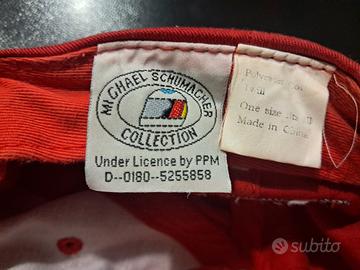 MICHAEL SCHUMACHER
COLLECTION
Under Licence by PPM
D--0180--5255858
One size
Made in China
subito